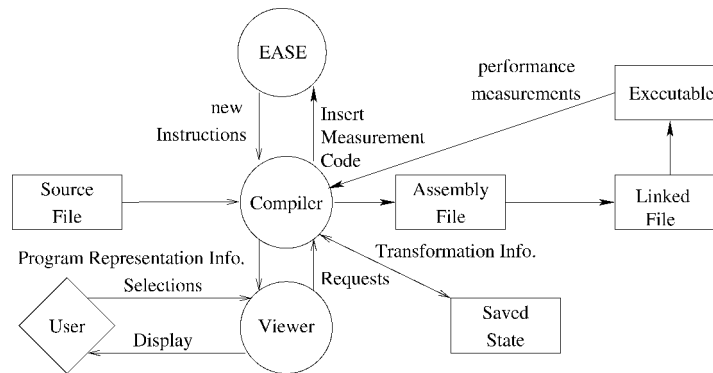 EASE
performance
measurements
Executable
new
Instructions
Insert
Measurement
Code
Source
File
Compiler
Assembly
File
Linked
File
Program Representation Info.
Transformation Info.
Selections
Requests
User
Viewer
Saved
State
Display